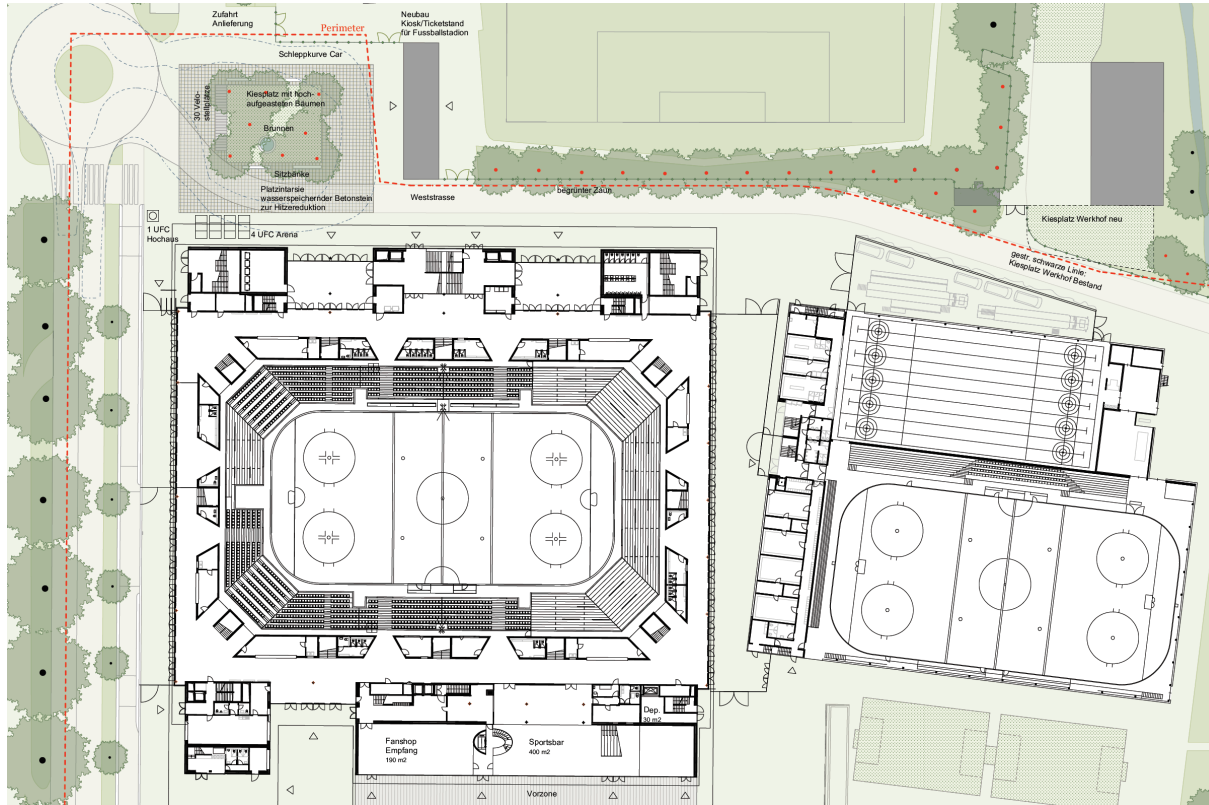 Zufahrt
Anlieferung
Perimeter
Neubau
Kiosk/Ticketstand
für Fussballstadion
Schleppkurve Car
30 Velo-
stellplätze
Kiesplatz mit hoch-
aufgeasteten Bäumen
Brunnen
Sitzbänke
Platzintarsie
wasserspeichernder Betonstein
zur Hitzereduktion
Weststrasse
begrünter Zaun
Kiesplatz Werkhof neu
1 UFC
Hochaus
4 UFC Arena
gestr. schwarze Linie:
Kiesplatz Werkhof Bestand
Dep.
30 m2
Fanshop
Empfang
190 m2
Sportsbar
400 m2
Vorzone